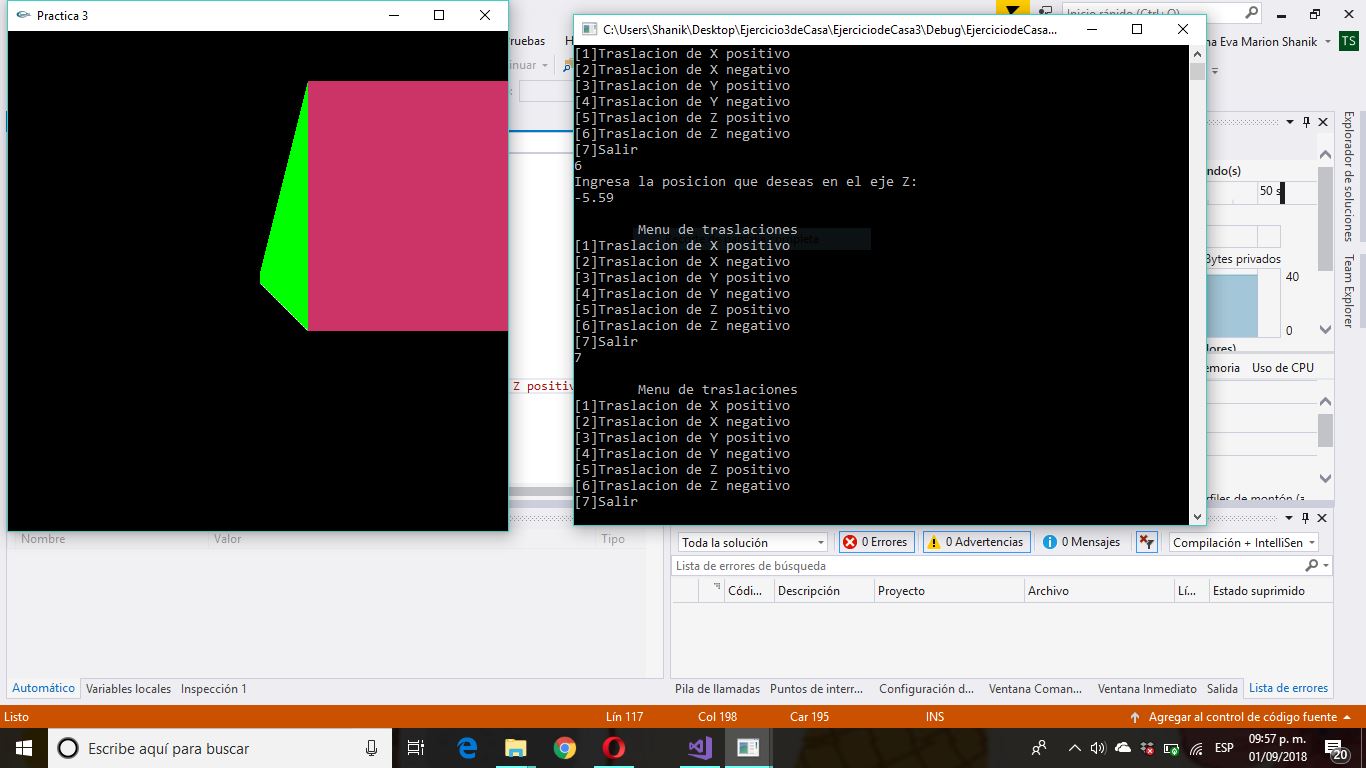 Practica 3
C:\Users\Shanik\Desktop\Ejercicio3deCasa\EjerciciodeCasa3\Debug\EjerciciodeCasa...
Inicio rápido (Ctrl+Q)
Eva Marion Shanik
TS
[1]Traslacion de X positivo
[2]Traslacion de X negativo
[3]Traslacion de Y positivo
[4]Traslacion de Y negativo
[5]Traslacion de Z positivo
[6]Traslacion de Z negativo
[7]Salir
6
Ingresa la posicion que deseas en el eje Z:
-5.59
Menu de traslaciones
[1]Traslacion de X positivo
[2]Traslacion de X negativo
[3]Traslacion de Y positivo
[4]Traslacion de Y negativo
[5]Traslacion de Z positivo
[6]Traslacion de Z negativo
[7]Salir
7
Menu de traslaciones
[1]Traslacion de X positivo
[2]Traslacion de X negativo
[3]Traslacion de Y positivo
[4]Traslacion de Y negativo
[5]Traslacion de Z positivo
[6]Traslacion de Z negativo
[7]Salir
Z positiv
50 s
Bytes privados
40
0
Uso de CPU
Explorador de soluciones
Team Explorer
Nombre Valor Tipo
Toda la solución 0 Errores 0 Advertencias 0 Mensajes Compilación + IntelliSen
Lista de errores de búsqueda
Códi... Descripción Proyecto Archivo Lí... Estado suprimido
Automático Variables locales Inspección 1
Pila de llamadas Puntos de interr... Configuración d... Ventana Coman... Ventana Inmediato Salida Lista de errores
Listo Lín 117 Col 198 Car 195 INS Agregar al control de código fuente
Escribe aquí para buscar
ESP
09:57 p. m.
01/09/2018
20